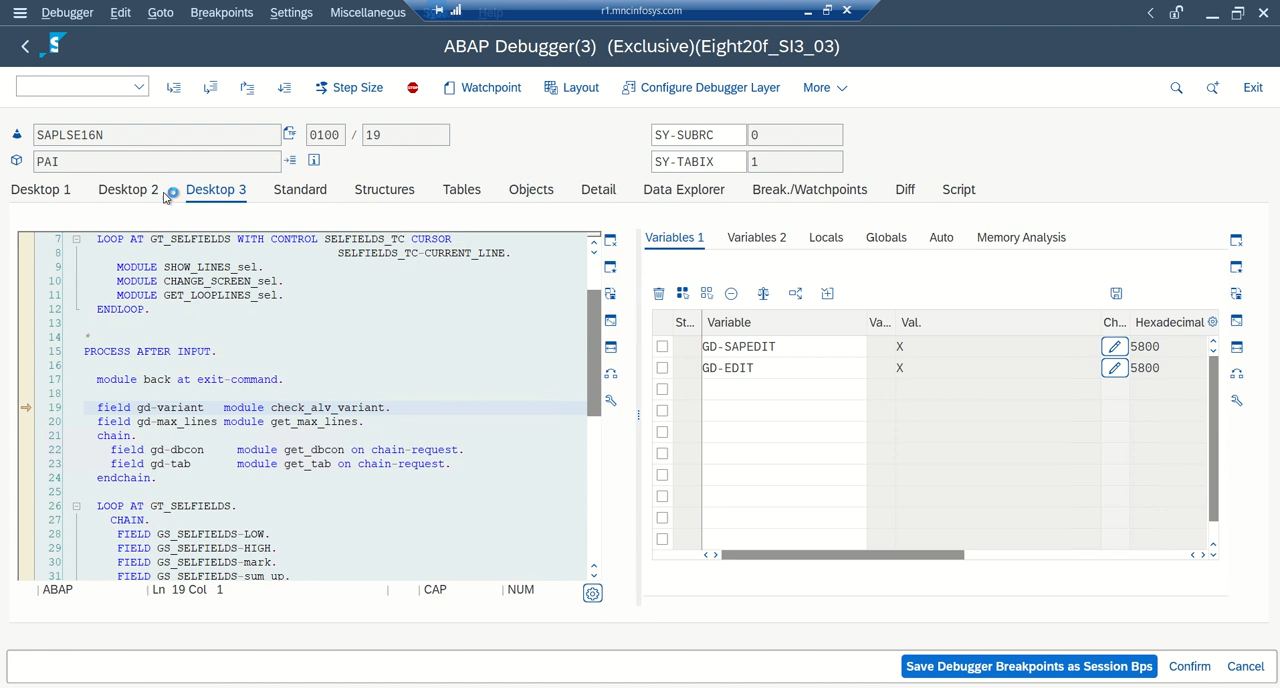 Debugger Edit Goto Breakpoints Settings Miscellaneous Help r1.mncinfosys.com
ABAP Debugger(3) (Exclusive)(Eight20f_SI3_03)
Step Size STOP Watchpoint Layout Configure Debugger Layer More Exit
SAPLSE16N 0100 / 19 SY-SUBRC 0
PAI SY-TABIX 1
Desktop 1 Desktop 2 Desktop 3 Standard Structures Tables Objects Detail Data Explorer Break./Watchpoints Diff Script
Variables 1 Variables 2 Locals Globals Auto Memory Analysis
7 LOOP AT GT_SELFIELDS WITH CONTROL SELFIELDS_TC CURSOR
8 SELFIELDS_TC-CURRENT_LINE.
9 MODULE SHOW_LINES_sel.
10 MODULE CHANGE_SCREEN_sel.
11 MODULE GET_LOOPLINES_sel.
12 ENDLOOP.
13
14 *
15 PROCESS AFTER INPUT.
16
17 module back at exit-command.
18
19 field gd-variant module check_alv_variant.
20 field gd-max_lines module get_max_lines.
21 chain.
22 field gd-dbcon module get_dbcon on chain-request.
23 field gd-tab module get_tab on chain-request.
24 endchain.
25
26 LOOP AT GT_SELFIELDS.
27 CHAIN.
28 FIELD GS_SELFIELDS-LOW.
29 FIELD GS_SELFIELDS-HIGH.
30 FIELD GS_SELFIELDS-mark.
31 FIELD GS_SELFIELDS-sum_up.
St... Variable Va... Val. Ch... Hexadecimal
GD-SAPEDIT X 5800
GD-EDIT X 5800
ABAP Ln 19 Col 1 CAP NUM
Save Debugger Breakpoints as Session Bps Confirm Cancel